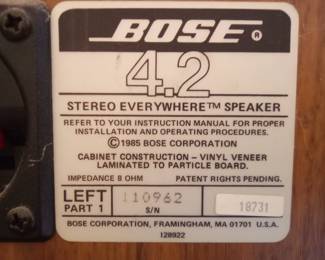 BOSE ®
4.2
STEREO EVERYWHERE™ SPEAKER
REFER TO YOUR INSTRUCTION MANUAL FOR PROPER
INSTALLATION AND OPERATING PROCEDURES.
©1985 BOSE CORPORATION
CABINET CONSTRUCTION - VINYL VENEER
LAMINATED TO PARTICLE BOARD.
IMPEDANCE 8 OHM PATENT RIGHTS PENDING.
LEFT 110962 18731
PART 1 S/N
BOSE CORPORATION, FRAMINGHAM, MA 01701 U.S.A.
128922